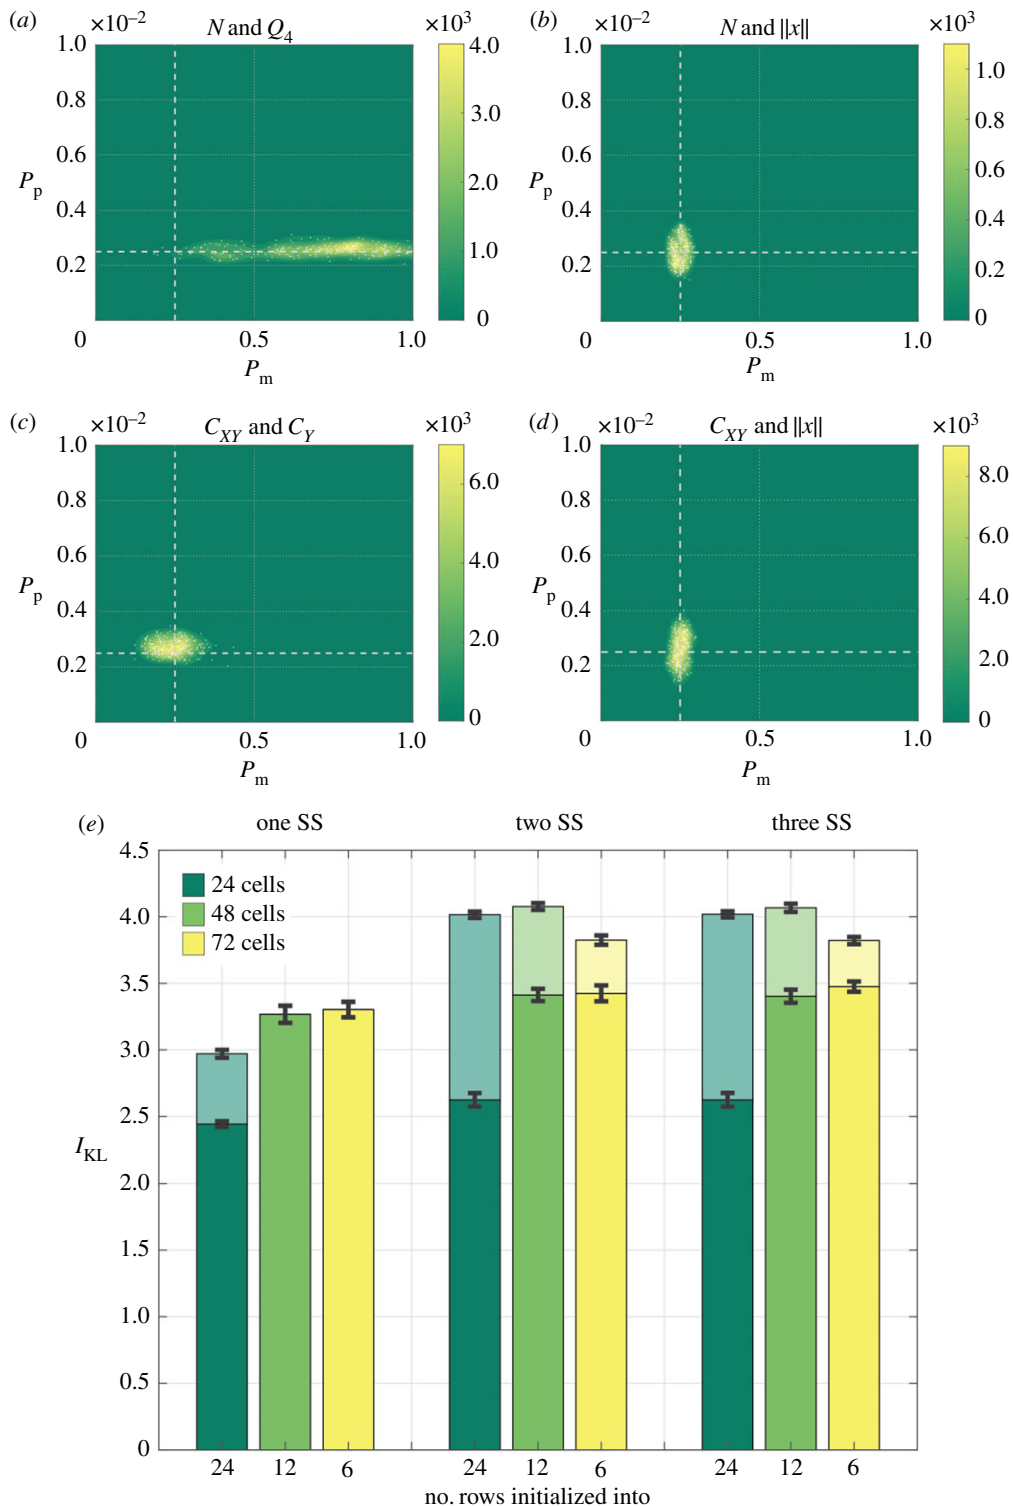 (a) ×10⁻² N and Q₄ ×10³
1.0 4.0
0.8
3.0
0.6
Pₚ 2.0
0.4
1.0
0.2
0
0 0.5 1.0
Pₘ
(b) ×10⁻² N and ||x|| ×10³
1.0
1.0
0.8
0.8
0.6
0.6
Pₚ
0.4
0.4
0.2
0.2
0
0 0.5 1.0
Pₘ
(c) ×10⁻² C_XY and C_Y ×10³
1.0
6.0
0.8
0.6
4.0
Pₚ
0.4
2.0
0.2
0
0 0.5 1.0
Pₘ
(d) ×10⁻² C_XY and ||x|| ×10³
1.0
8.0
0.8
6.0
0.6
Pₚ
4.0
0.4
2.0
0.2
0
0 0.5 1.0
Pₘ
(e) one SS two SS three SS
4.5
24 cells
48 cells
72 cells
4.0
3.5
3.0
2.5
I_KL
2.0
1.5
1.0
0.5
0
24 12 6 24 12 6 24 12 6
no. rows initialized into